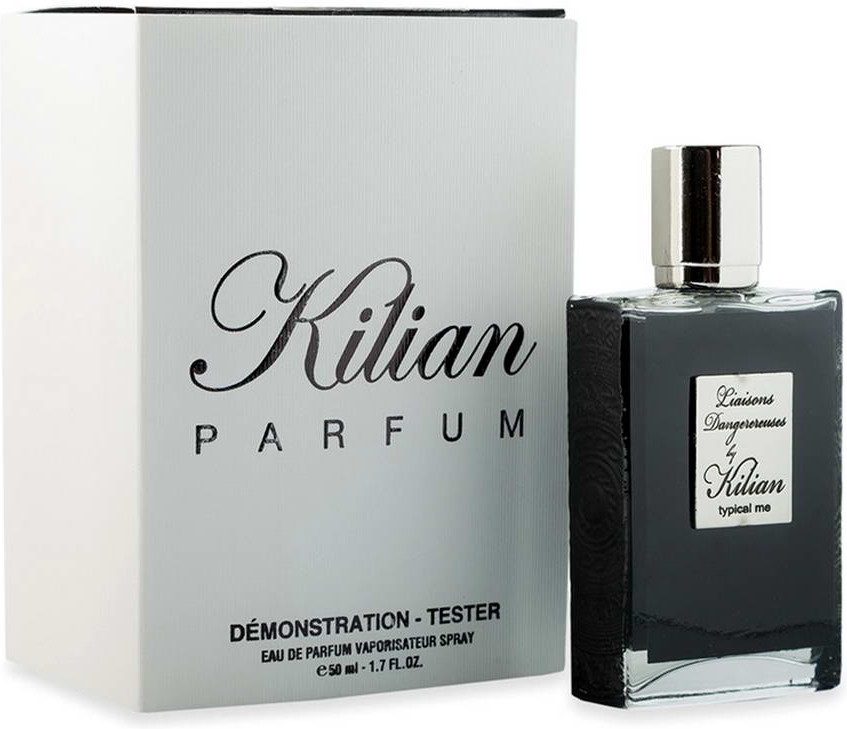 Kilian
PARFUM
DÉMONSTRATION - TESTER
EAU DE PARFUM VAPORISATEUR SPRAY
℮50 ml - 1.7 FL.OZ.
Liaisons
Dangerereuses
by
Kilian
typical me